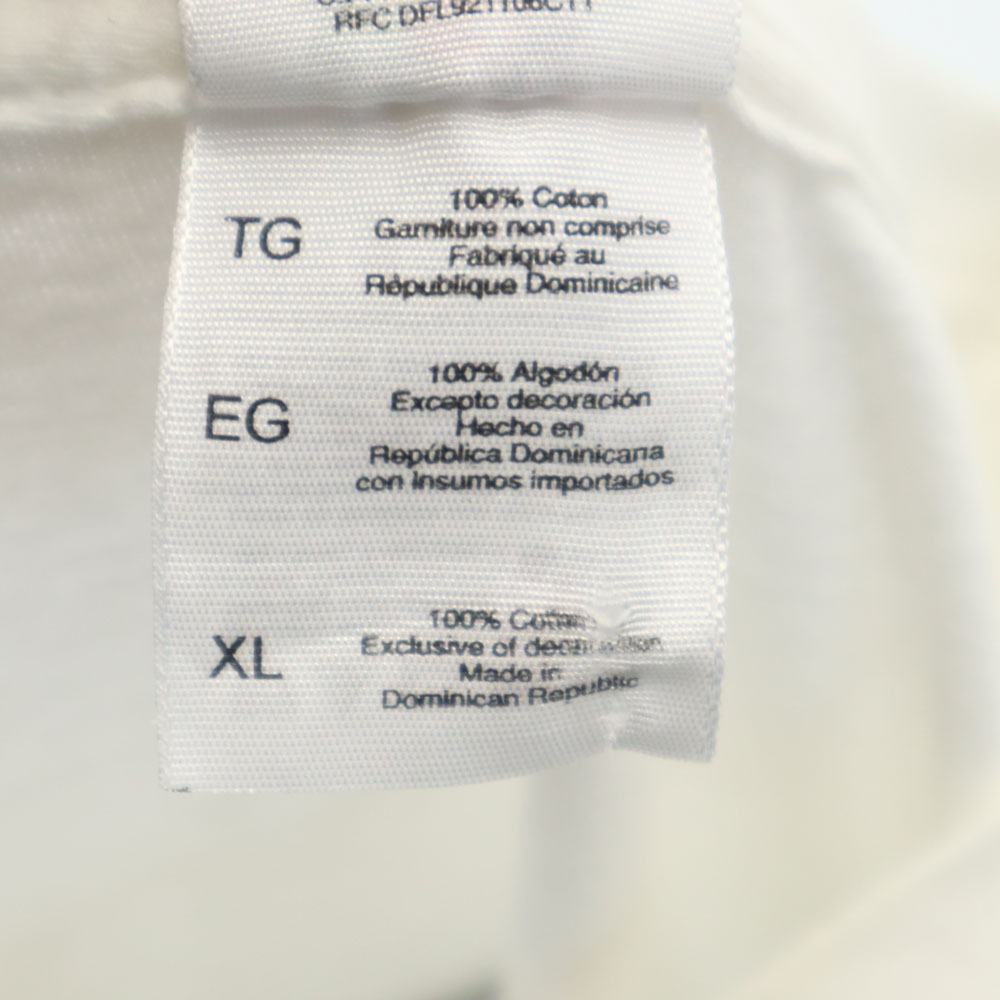 RFC DFL921106C11
TG
100% Coton
Garniture non comprise
Fabriqué au
République Dominicaine
EG
100% Algodón
Excepto decoración
Hecho en
República Dominicana
con Insumos importados
XL
100% Cotton
Exclusive of decoration
Made in
Dominican Republic